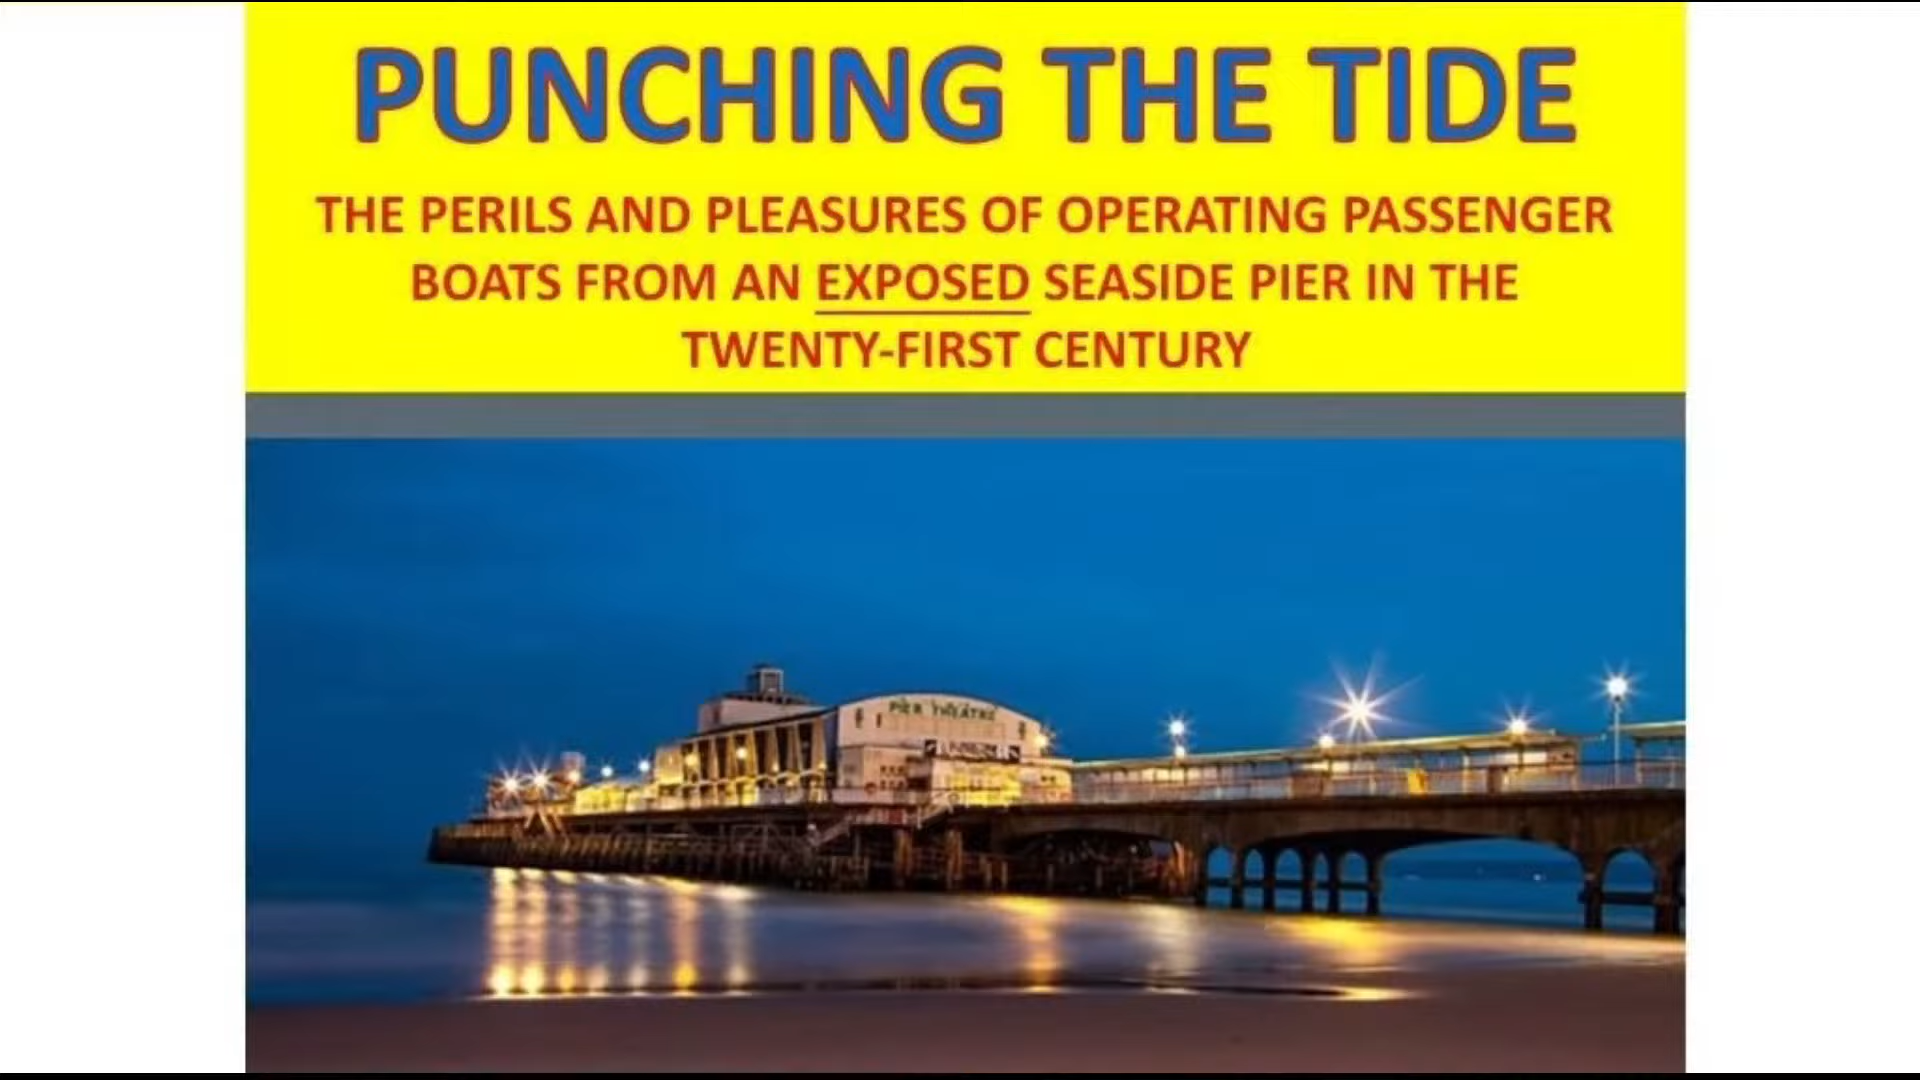 PUNCHING THE TIDE
THE PERILS AND PLEASURES OF OPERATING PASSENGER
BOATS FROM AN EXPOSED SEASIDE PIER IN THE
TWENTY-FIRST CENTURY
PIER THEATRE